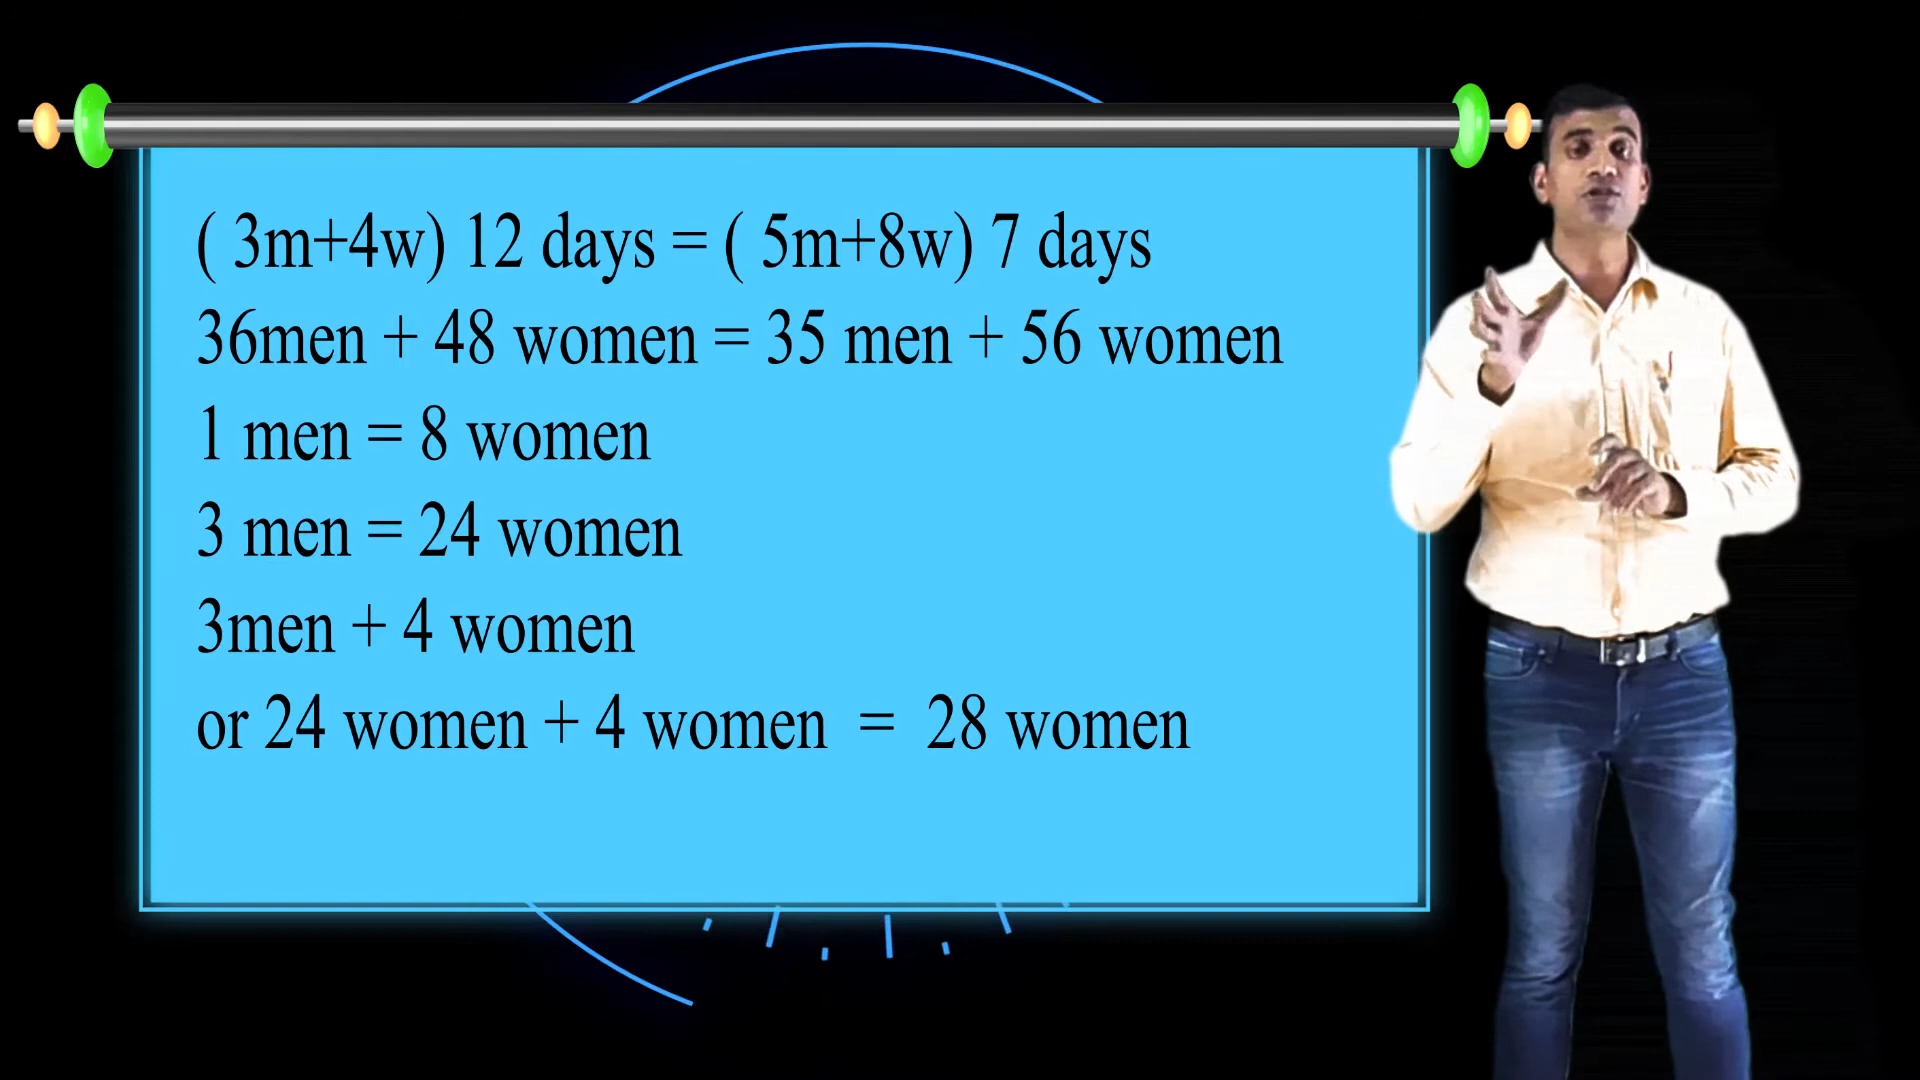 ( 3m+4w) 12 days = ( 5m+8w) 7 days
36men + 48 women = 35 men + 56 women
1 men = 8 women
3 men = 24 women
3men + 4 women
or 24 women + 4 women = 28 women